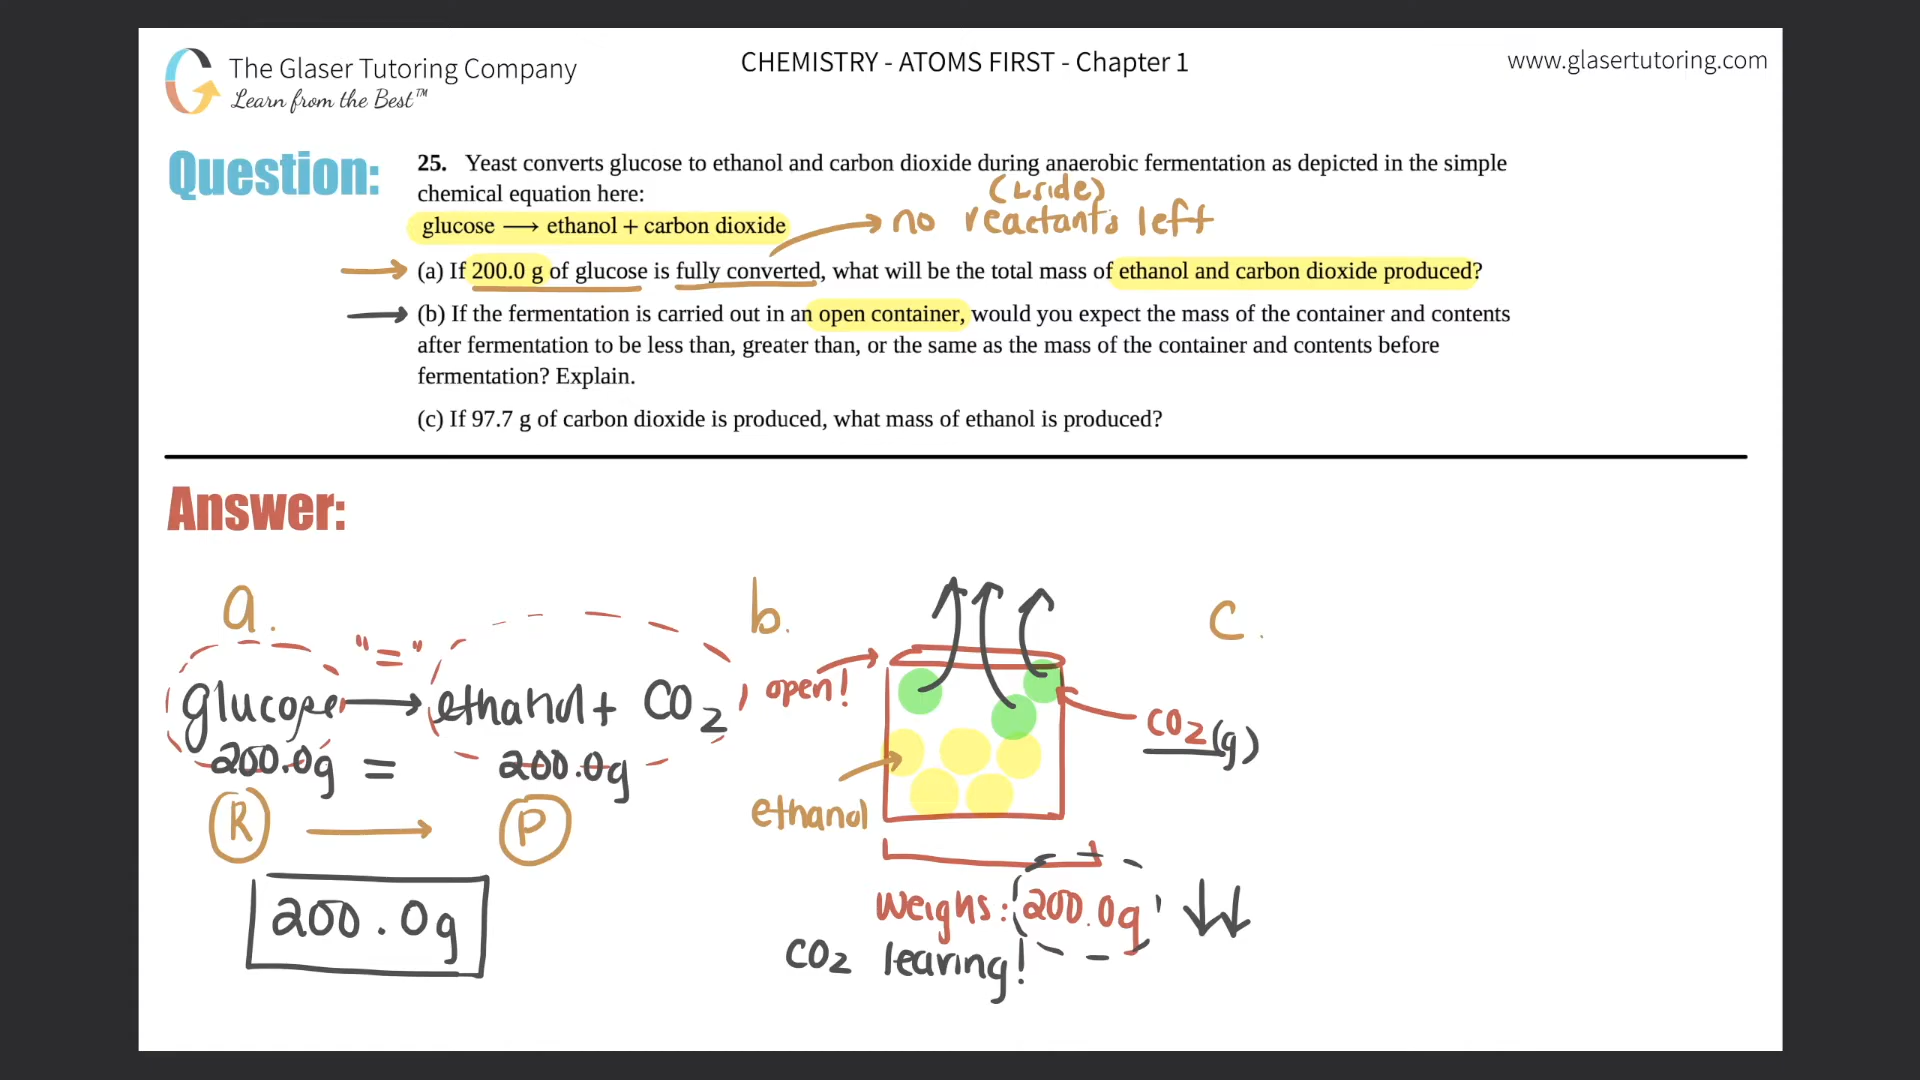 The Glaser Tutoring Company
Learn from the Best™
CHEMISTRY - ATOMS FIRST - Chapter 1
www.glasertutoring.com
Question:
25. Yeast converts glucose to ethanol and carbon dioxide during anaerobic fermentation as depicted in the simple
chemical equation here:
glucose ⟶ ethanol + carbon dioxide
(Lside)
no reactants left
(a) If 200.0 g of glucose is fully converted, what will be the total mass of ethanol and carbon dioxide produced?
(b) If the fermentation is carried out in an open container, would you expect the mass of the container and contents
after fermentation to be less than, greater than, or the same as the mass of the container and contents before
fermentation? Explain.
(c) If 97.7 g of carbon dioxide is produced, what mass of ethanol is produced?
Answer:
a.
"="
glucose ⟶ ethanol + CO2
200.0g = 200.0g
R ⟶ P
200.0g
b.
open!
CO2(g)
ethanol
Weighs: 200.0g ↓↓
CO2 leaving!
c.